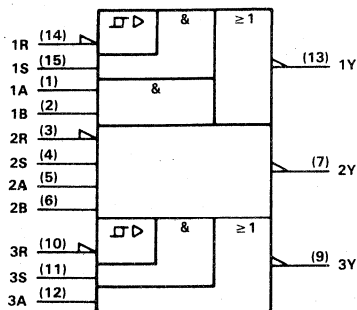 & ≥1
1R (14)
1S (15)
1A (1)
1B (2)
&
(13) 1Y
2R (3)
2S (4)
2A (5)
2B (6)
(7) 2Y
& ≥1
3R (10)
3S (11)
3A (12)
(9) 3Y